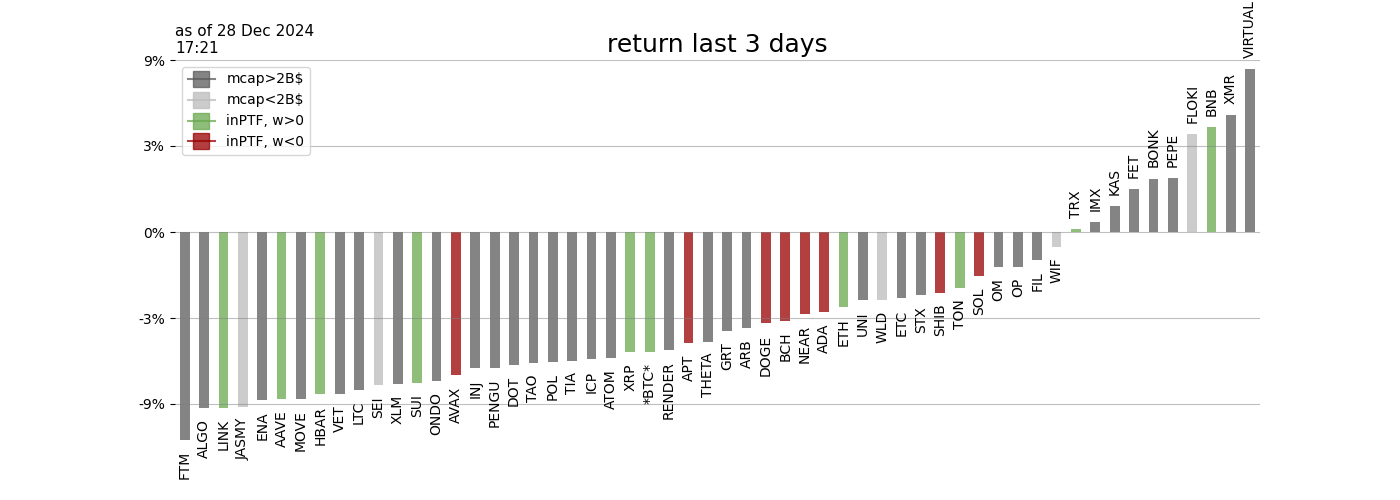 as of 28 Dec 2024
17:21
return last 3 days
9%
3%
0%
-3%
-9%
mcap>2B$
mcap<2B$
inPTF, w>0
inPTF, w<0
FTM
ALGO
LINK
JASMY
ENA
AAVE
MOVE
HBAR
VET
LTC
SEI
XLM
SUI
ONDO
AVAX
INJ
PENGU
DOT
TAO
POL
TIA
ICP
ATOM
XRP
*BTC*
RENDER
APT
THETA
GRT
ARB
DOGE
BCH
NEAR
ADA
ETH
UNI
WLD
ETC
STX
SHIB
TON
SOL
OM
OP
FIL
WIF
TRX
IMX
KAS
FET
BONK
PEPE
FLOKI
BNB
XMR
VIRTUAL